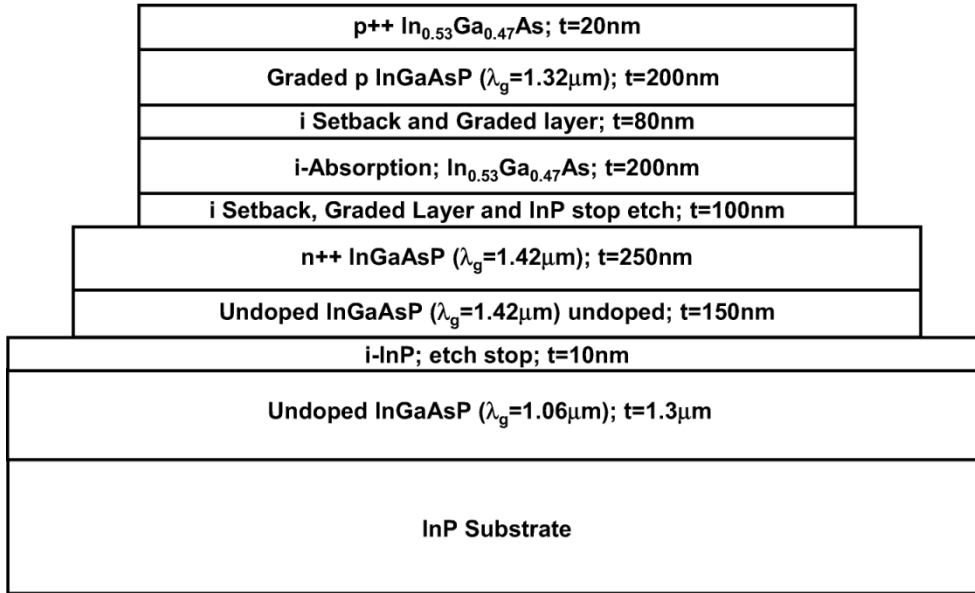 p++ In0.53Ga0.47As; t=20nm
Graded p InGaAsP (λg=1.32μm); t=200nm
i Setback and Graded layer; t=80nm
i-Absorption; In0.53Ga0.47As; t=200nm
i Setback, Graded Layer and InP stop etch; t=100nm
n++ InGaAsP (λg=1.42μm); t=250nm
Undoped InGaAsP (λg=1.42μm) undoped; t=150nm
i-InP; etch stop; t=10nm
Undoped InGaAsP (λg=1.06μm); t=1.3μm
InP Substrate